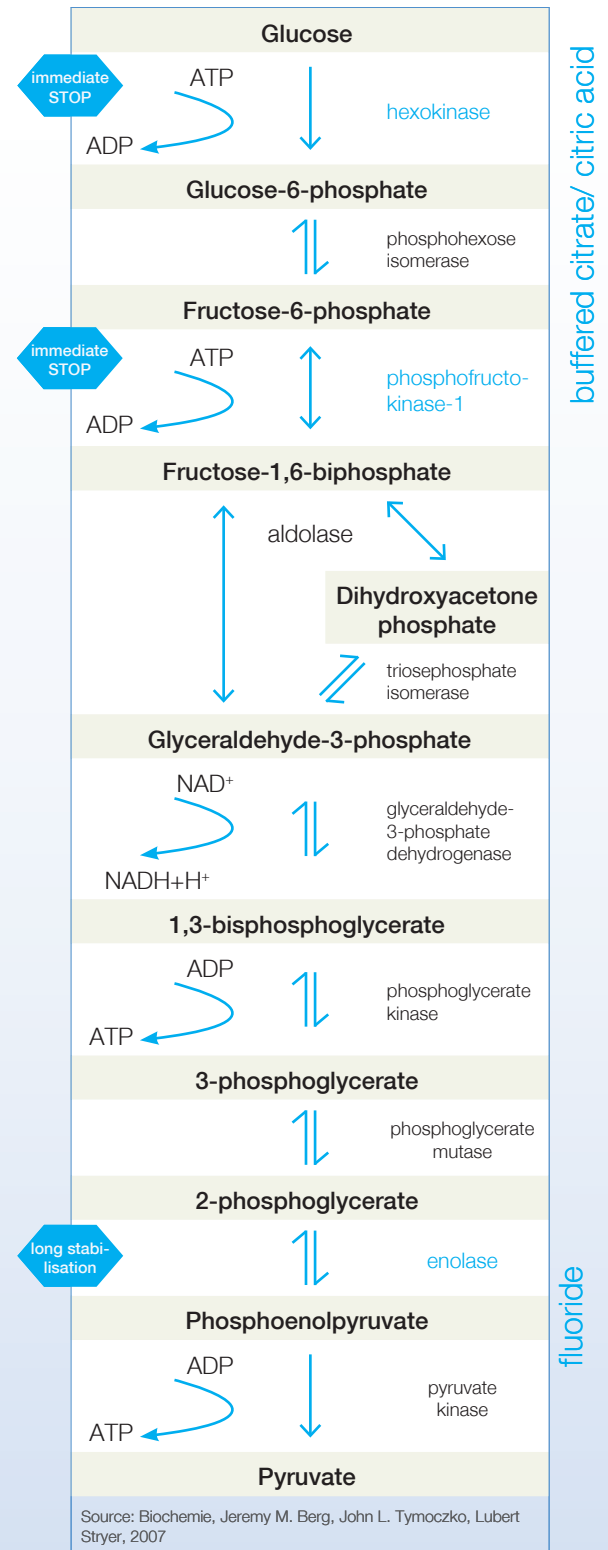 Glucose
immediate
STOP
ATP
ADP
hexokinase
buffered citrate/ citric acid
Glucose-6-phosphate
phosphohexose
isomerase
Fructose-6-phosphate
immediate
STOP
ATP
ADP
phosphofructo-
kinase-1
Fructose-1,6-biphosphate
aldolase
Dihydroxyacetone
phosphate
triosephosphate
isomerase
Glyceraldehyde-3-phosphate
NAD⁺
NADH+H⁺
glyceraldehyde-
3-phosphate
dehydrogenase
1,3-bisphosphoglycerate
ADP
ATP
phosphoglycerate
kinase
3-phosphoglycerate
phosphoglycerate
mutase
2-phosphoglycerate
long stabi-
lisation
enolase
fluoride
Phosphoenolpyruvate
ADP
ATP
pyruvate
kinase
Pyruvate
Source: Biochemie, Jeremy M. Berg, John L. Tymoczko, Lubert
Stryer, 2007